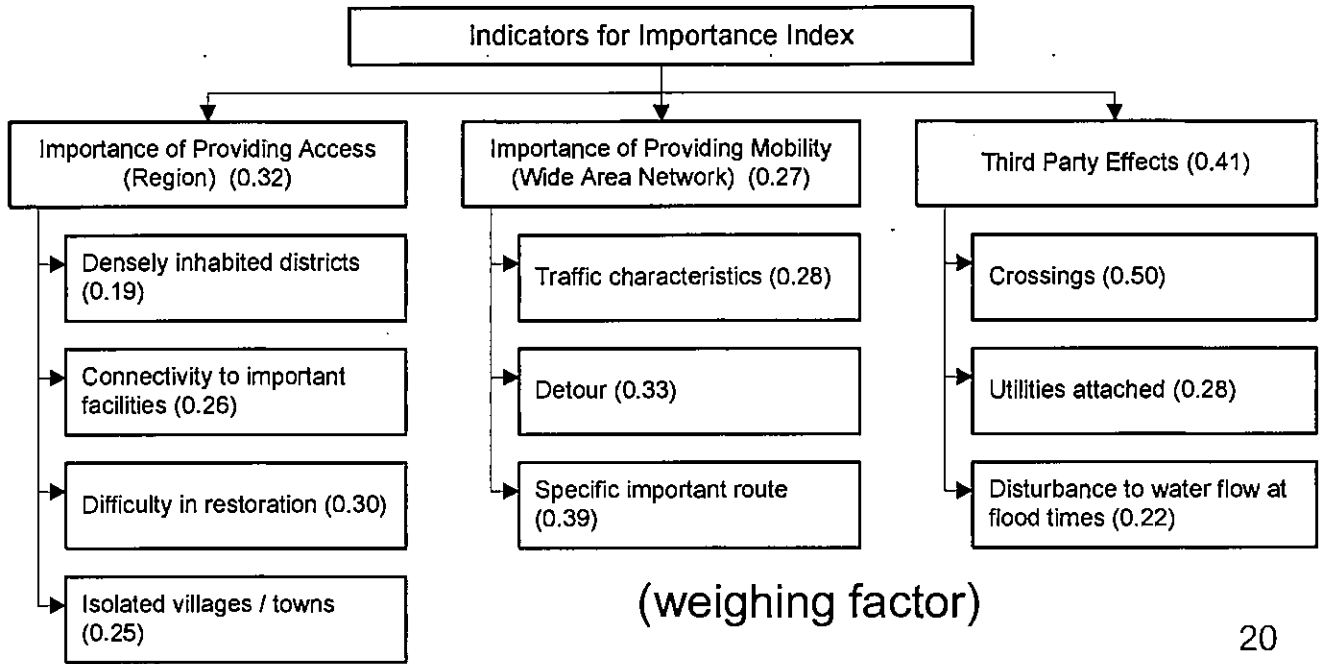 Indicators for Importance Index
Importance of Providing Access
(Region) (0.32)
Densely inhabited districts
(0.19)
Connectivity to important
facilities (0.26)
Difficulty in restoration (0.30)
Isolated villages / towns
(0.25)
Importance of Providing Mobility
(Wide Area Network) (0.27)
Traffic characteristics (0.28)
Detour (0.33)
Specific important route
(0.39)
Third Party Effects (0.41)
Crossings (0.50)
Utilities attached (0.28)
Disturbance to water flow at
flood times (0.22)
(weighing factor)
20